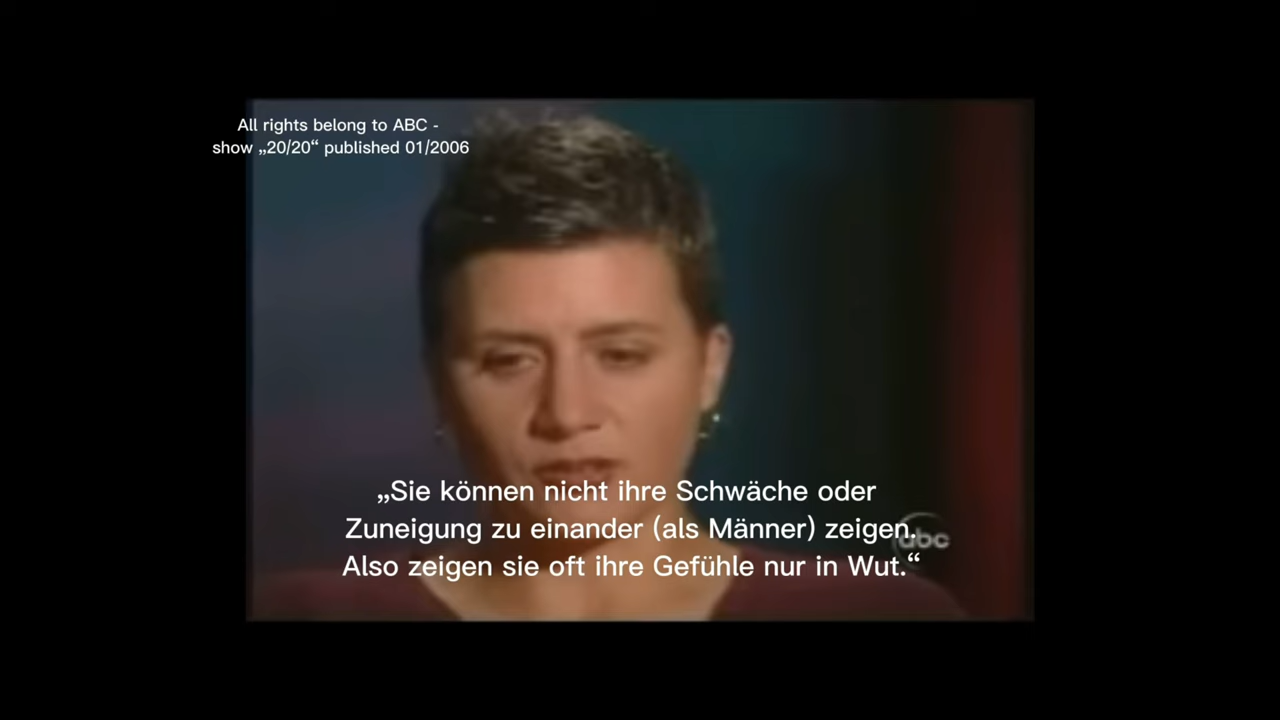 All rights belong to ABC -
show „20/20“ published 01/2006
„Sie können nicht ihre Schwäche oder
Zuneigung zu einander (als Männer) zeigen.
abc
Also zeigen sie oft ihre Gefühle nur in Wut.“